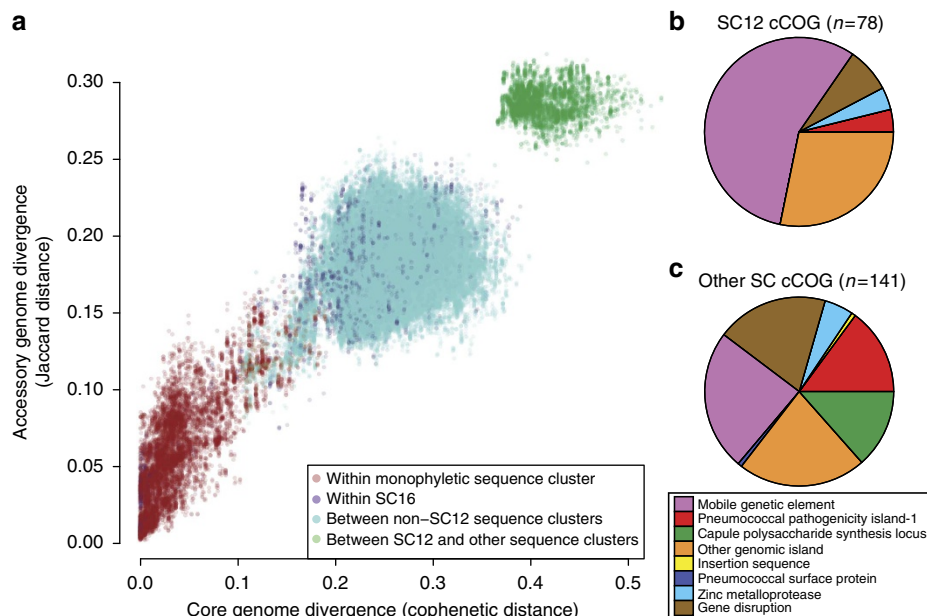 a
Accessory genome divergence
(Jaccard distance)
0.30
0.25
0.20
0.15
0.10
0.05
0.00
0.0
0.1
0.2
0.3
0.4
0.5
Core genome divergence (cophenetic distance)
Within monophyletic sequence cluster
Within SC16
Between non−SC12 sequence clusters
Between SC12 and other sequence clusters
b
SC12 cCOG (n=78)
c
Other SC cCOG (n=141)
Mobile genetic element
Pneumococcal pathogenicity island-1
Capule polysaccharide synthesis locus
Other genomic island
Insertion sequence
Pneumococcal surface protein
Zinc metalloprotease
Gene disruption